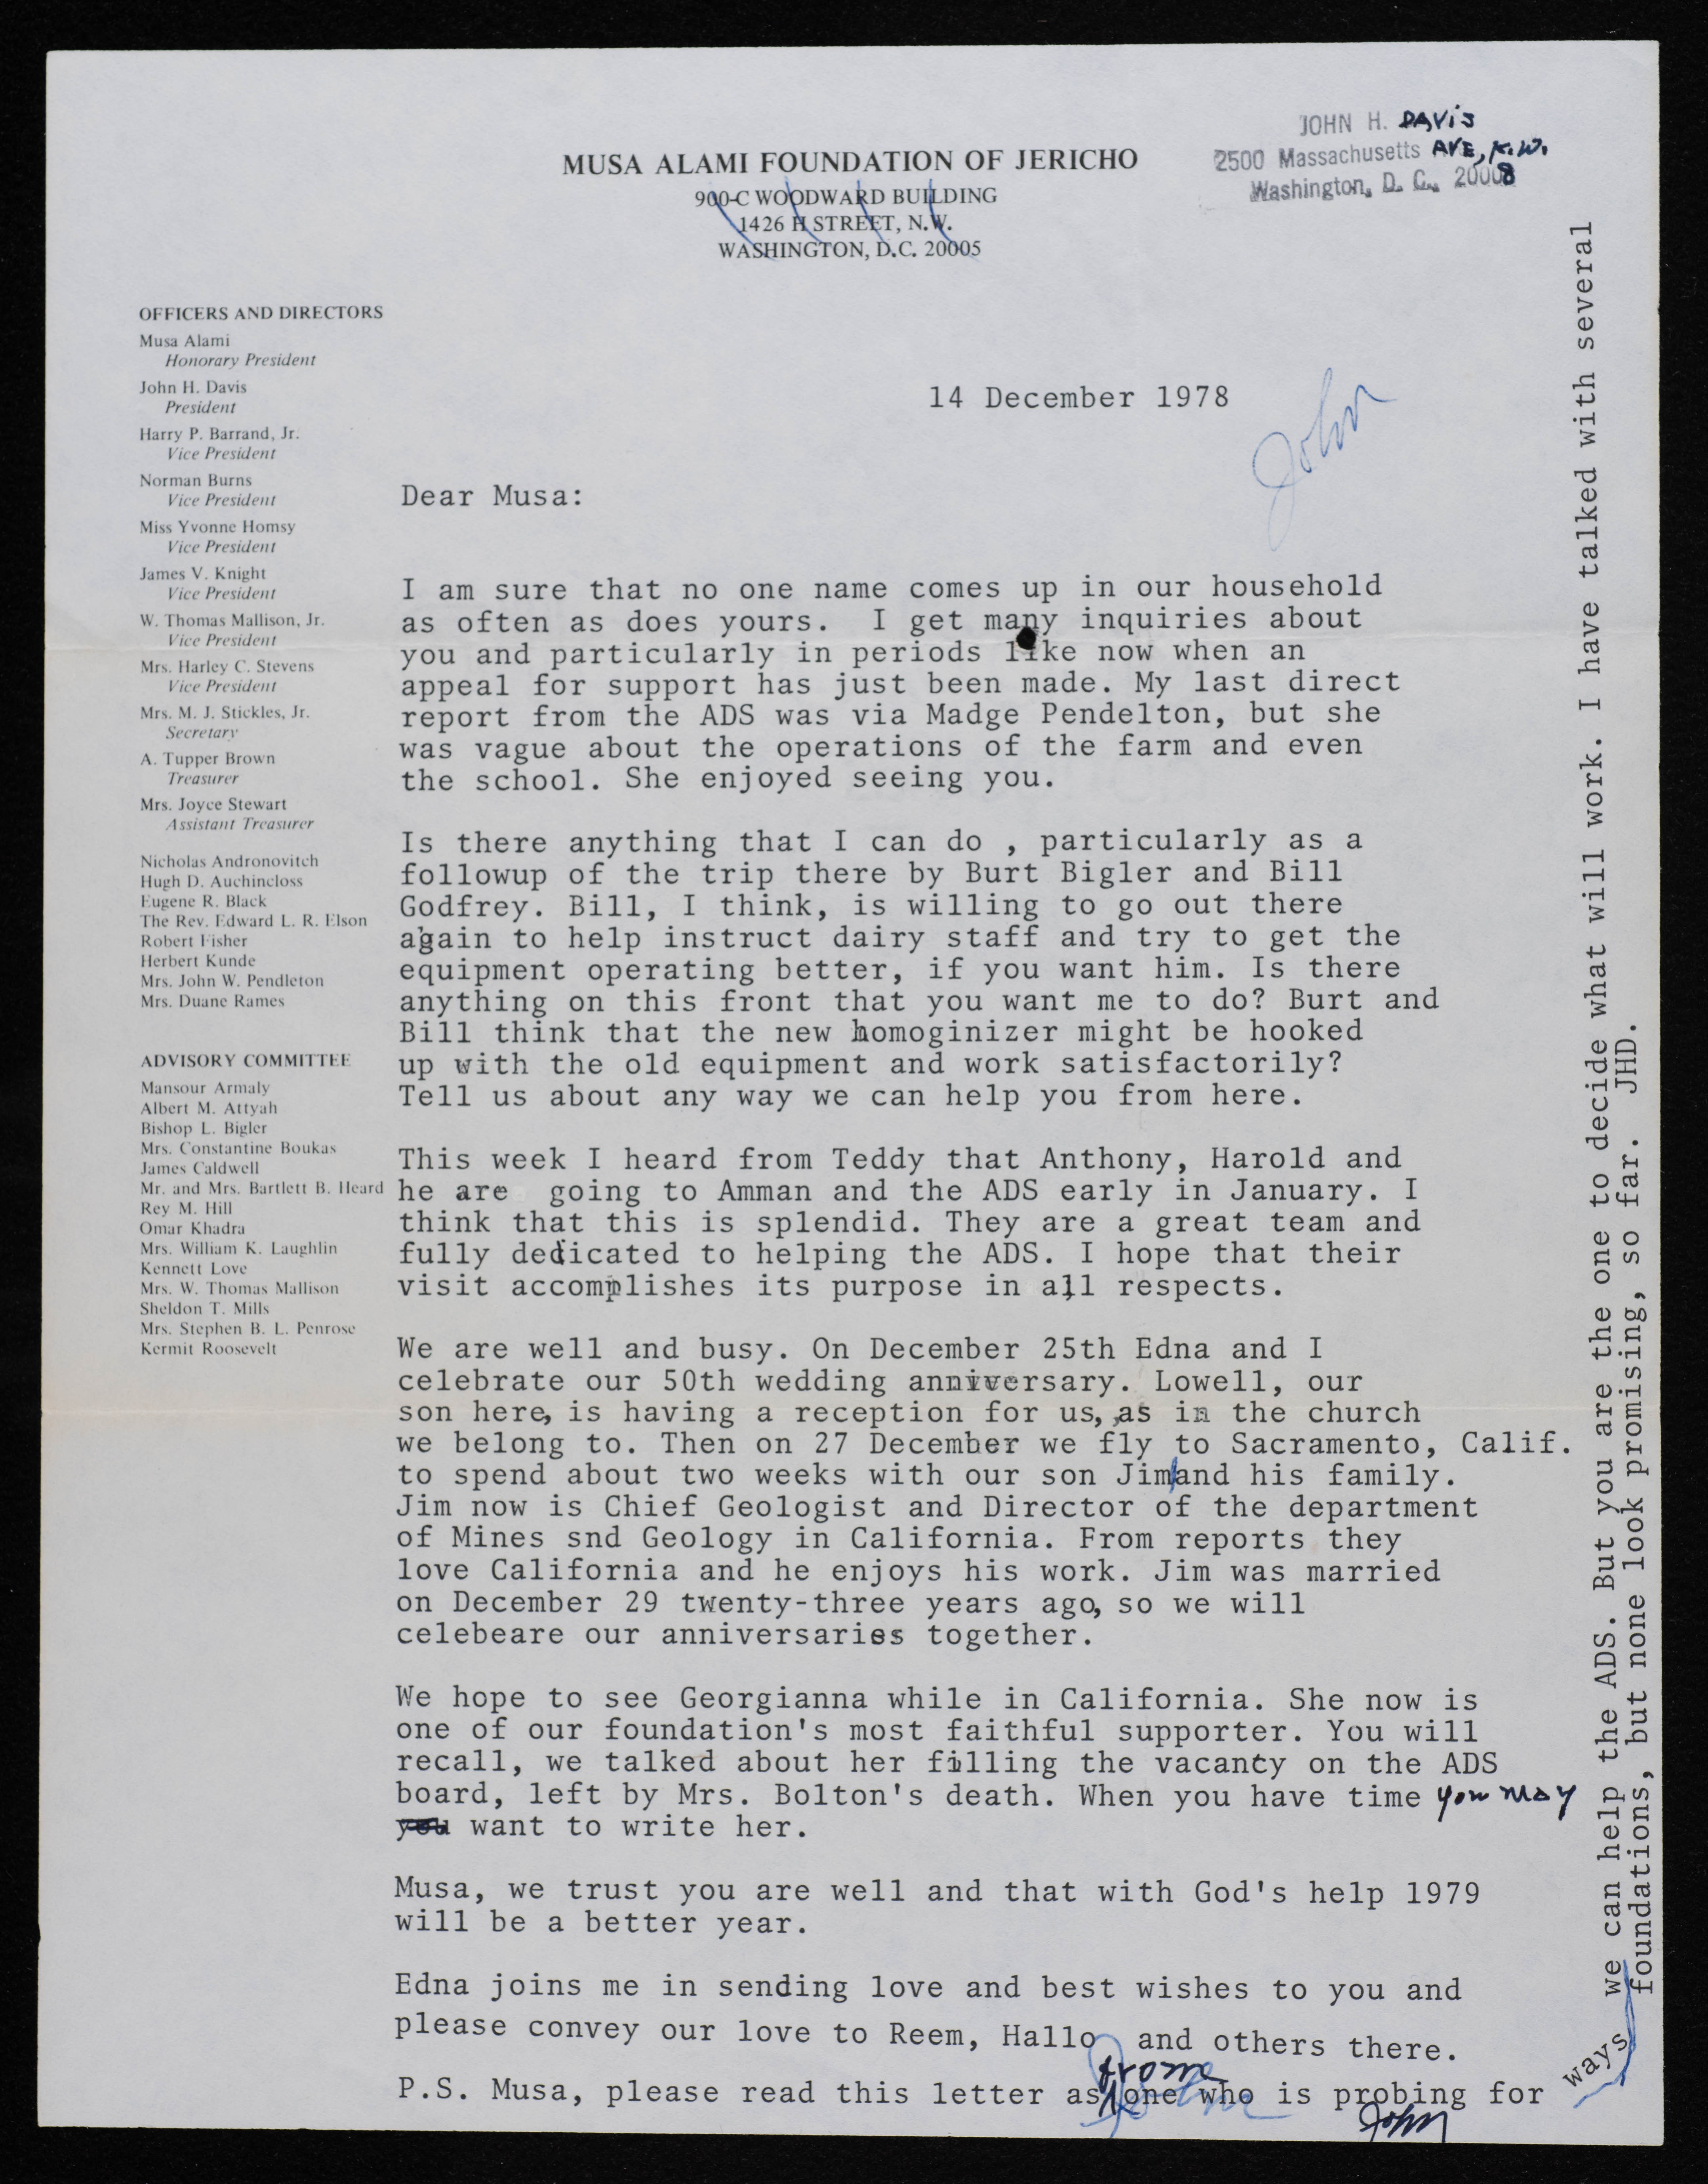 JOHN H. DAVIS
2500 Massachusetts AVE, N.W.
Washington, D. C. 20008
MUSA ALAMI FOUNDATION OF JERICHO
900-C WOODWARD BUILDING
1426 H STREET, N.W.
WASHINGTON, D.C. 20005
OFFICERS AND DIRECTORS
Musa Alami
Honorary President
John H. Davis
President
Harry P. Barrand, Jr.
Vice President
Norman Burns
Vice President
Miss Yvonne Homsy
Vice President
James V. Knight
Vice President
W. Thomas Mallison, Jr.
Vice President
Mrs. Harley C. Stevens
Vice President
Mrs. M. J. Stickles, Jr.
Secretary
A. Tupper Brown
Treasurer
Mrs. Joyce Stewart
Assistant Treasurer
Nicholas Andronovitch
Hugh D. Auchincloss
Eugene R. Black
The Rev. Edward L. R. Elson
Robert Fisher
Herbert Kunde
Mrs. John W. Pendleton
Mrs. Duane Rames
ADVISORY COMMITTEE
Mansour Armaly
Albert M. Attyah
Bishop L. Bigler
Mrs. Constantine Boukas
James Caldwell
Mr. and Mrs. Bartlett B. Heard
Rey M. Hill
Omar Khadra
Mrs. William K. Laughlin
Kennett Love
Mrs. W. Thomas Mallison
Sheldon T. Mills
Mrs. Stephen B. L. Penrose
Kermit Roosevelt
14 December 1978
John
Dear Musa:
I am sure that no one name comes up in our household
as often as does yours. I get many inquiries about
you and particularly in periods like now when an
appeal for support has just been made. My last direct
report from the ADS was via Madge Pendelton, but she
was vague about the operations of the farm and even
the school. She enjoyed seeing you.
Is there anything that I can do , particularly as a
followup of the trip there by Burt Bigler and Bill
Godfrey. Bill, I think, is willing to go out there
again to help instruct dairy staff and try to get the
equipment operating better, if you want him. Is there
anything on this front that you want me to do? Burt and
Bill think that the new homoginizer might be hooked
up with the old equipment and work satisfactorily?
Tell us about any way we can help you from here.
This week I heard from Teddy that Anthony, Harold and
he are going to Amman and the ADS early in January. I
think that this is splendid. They are a great team and
fully dedicated to helping the ADS. I hope that their
visit accomplishes its purpose in all respects.
We are well and busy. On December 25th Edna and I
celebrate our 50th wedding anniversary. Lowell, our
son here, is having a reception for us, as in the church
we belong to. Then on 27 December we fly to Sacramento, Calif.
to spend about two weeks with our son Jim and his family.
Jim now is Chief Geologist and Director of the department
of Mines snd Geology in California. From reports they
love California and he enjoys his work. Jim was married
on December 29 twenty-three years ago, so we will
celebeare our anniversaries together.
We hope to see Georgianna while in California. She now is
one of our foundation's most faithful supporter. You will
recall, we talked about her filling the vacancy on the ADS
board, left by Mrs. Bolton's death. When you have time you may
you want to write her.
Musa, we trust you are well and that with God's help 1979
will be a better year.
Edna joins me in sending love and best wishes to you and
please convey our love to Reem, Hallo and others there.
from
P.S. Musa, please read this letter as one who is probing for
John
John
ways
we can help the ADS. But you are the one to decide what will work. I have talked with several
foundations, but none look promising, so far. JHD.